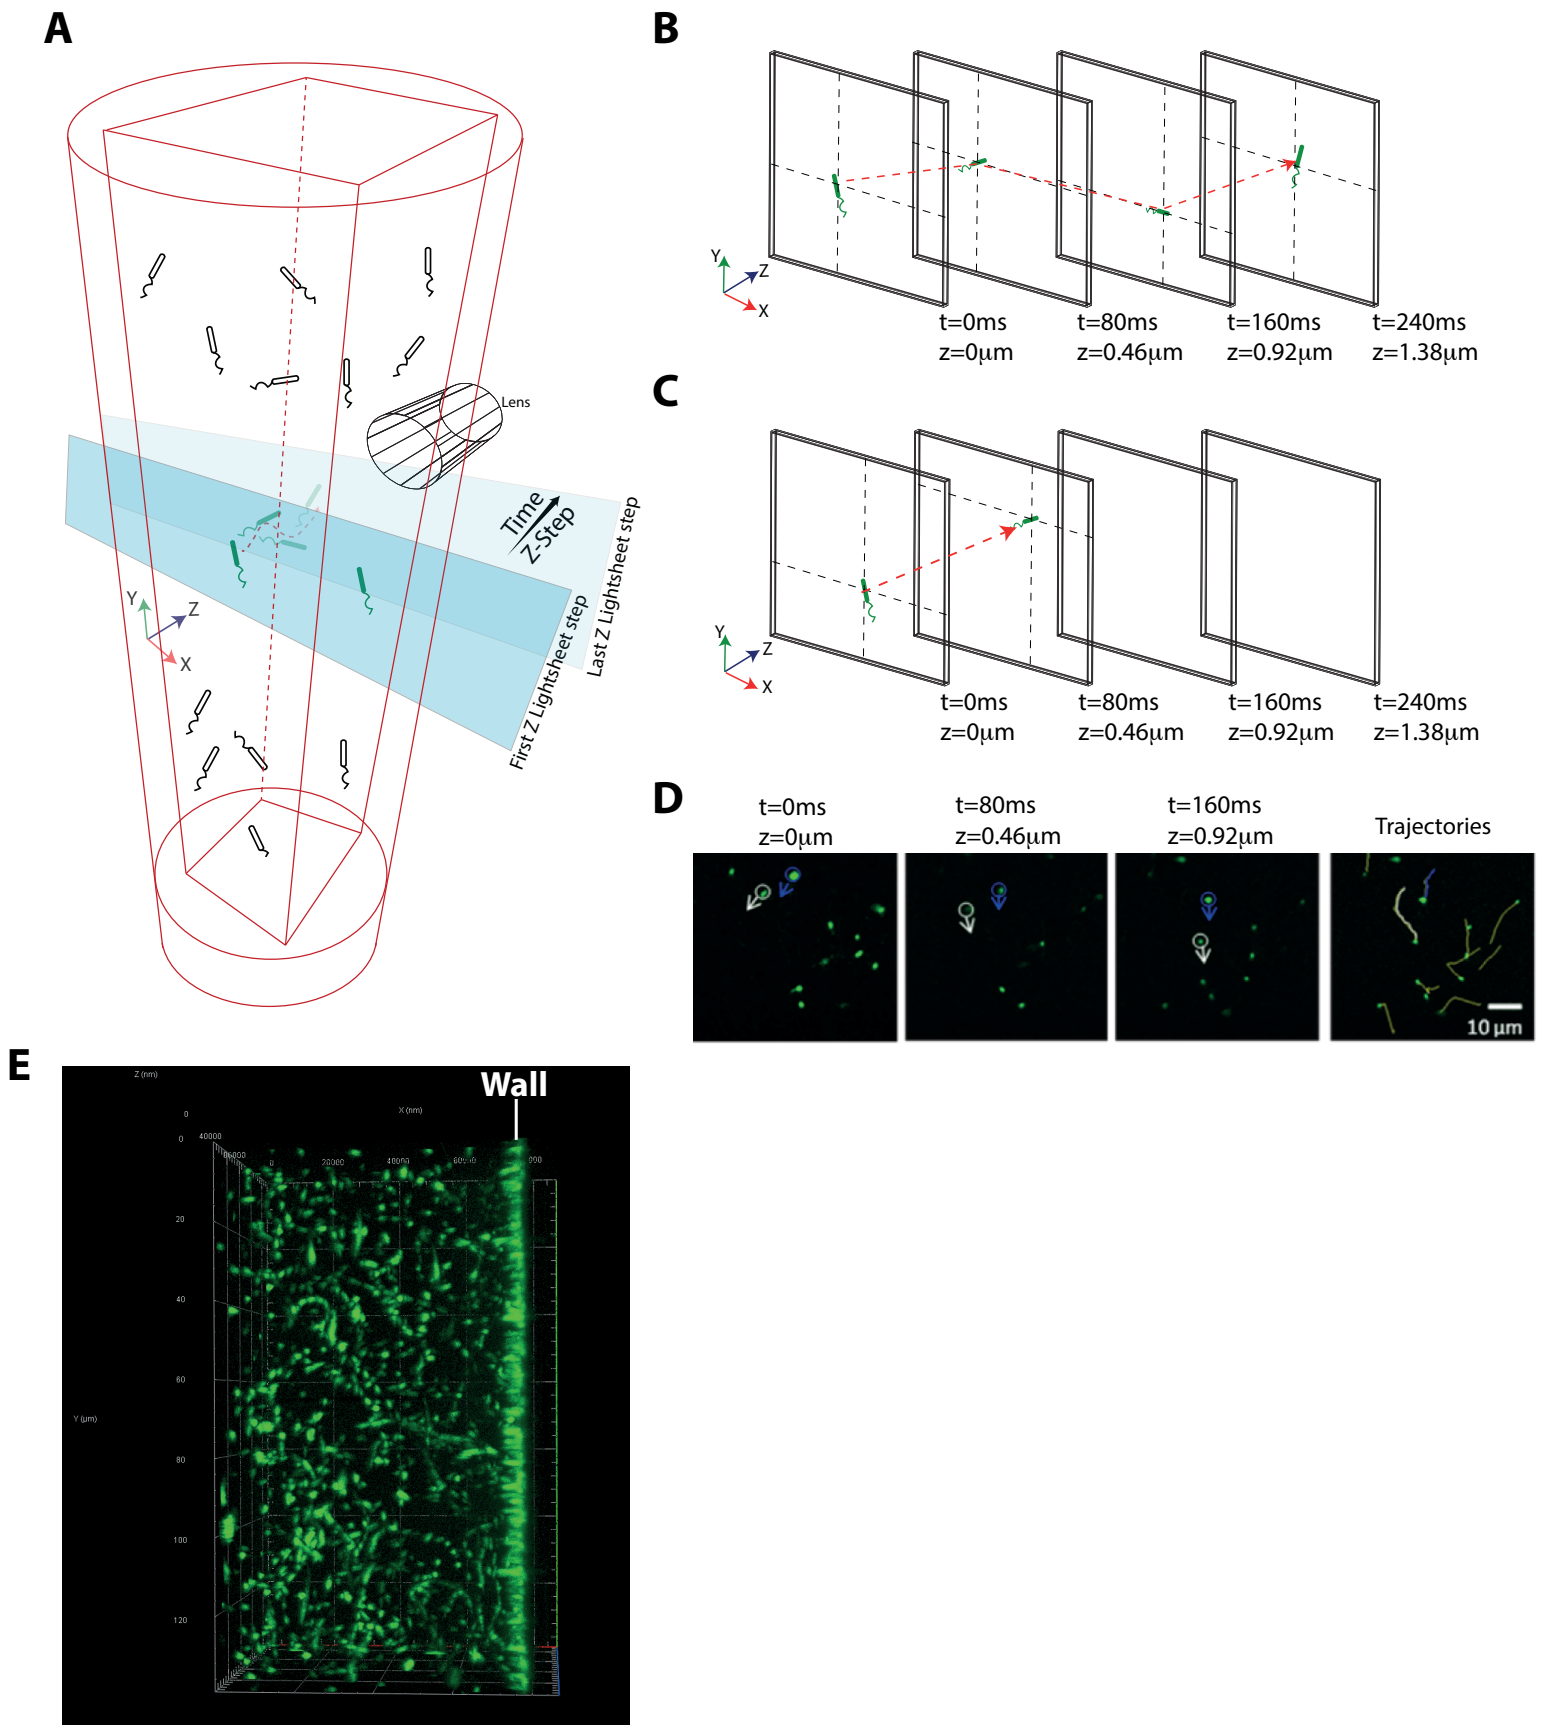 A
Lens
Time
Z-Step
First Z Lightsheet step
Last Z Lightsheet step
Y
Z
X
B
Y
Z
X
t=0ms
z=0μm
t=80ms
z=0.46μm
t=160ms
z=0.92μm
t=240ms
z=1.38μm
C
Y
Z
X
t=0ms
z=0μm
t=80ms
z=0.46μm
t=160ms
z=0.92μm
t=240ms
z=1.38μm
D
t=0ms
z=0μm
t=80ms
z=0.46μm
t=160ms
z=0.92μm
Trajectories
10 μm
E
Wall
Z (nm)
X (nm)
0
0
40000
0
20000
40000
20
40
60
Y (μm)
80
100
120